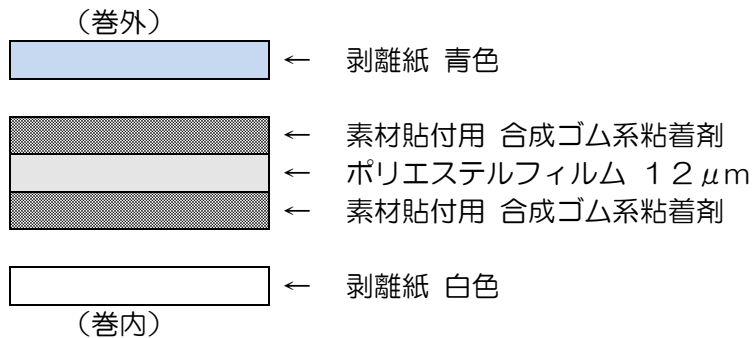 （巻外）
← 剥離紙 青色
← 素材貼付用 合成ゴム系粘着剤
← ポリエステルフィルム １２μm
← 素材貼付用 合成ゴム系粘着剤
← 剥離紙 白色
（巻内）